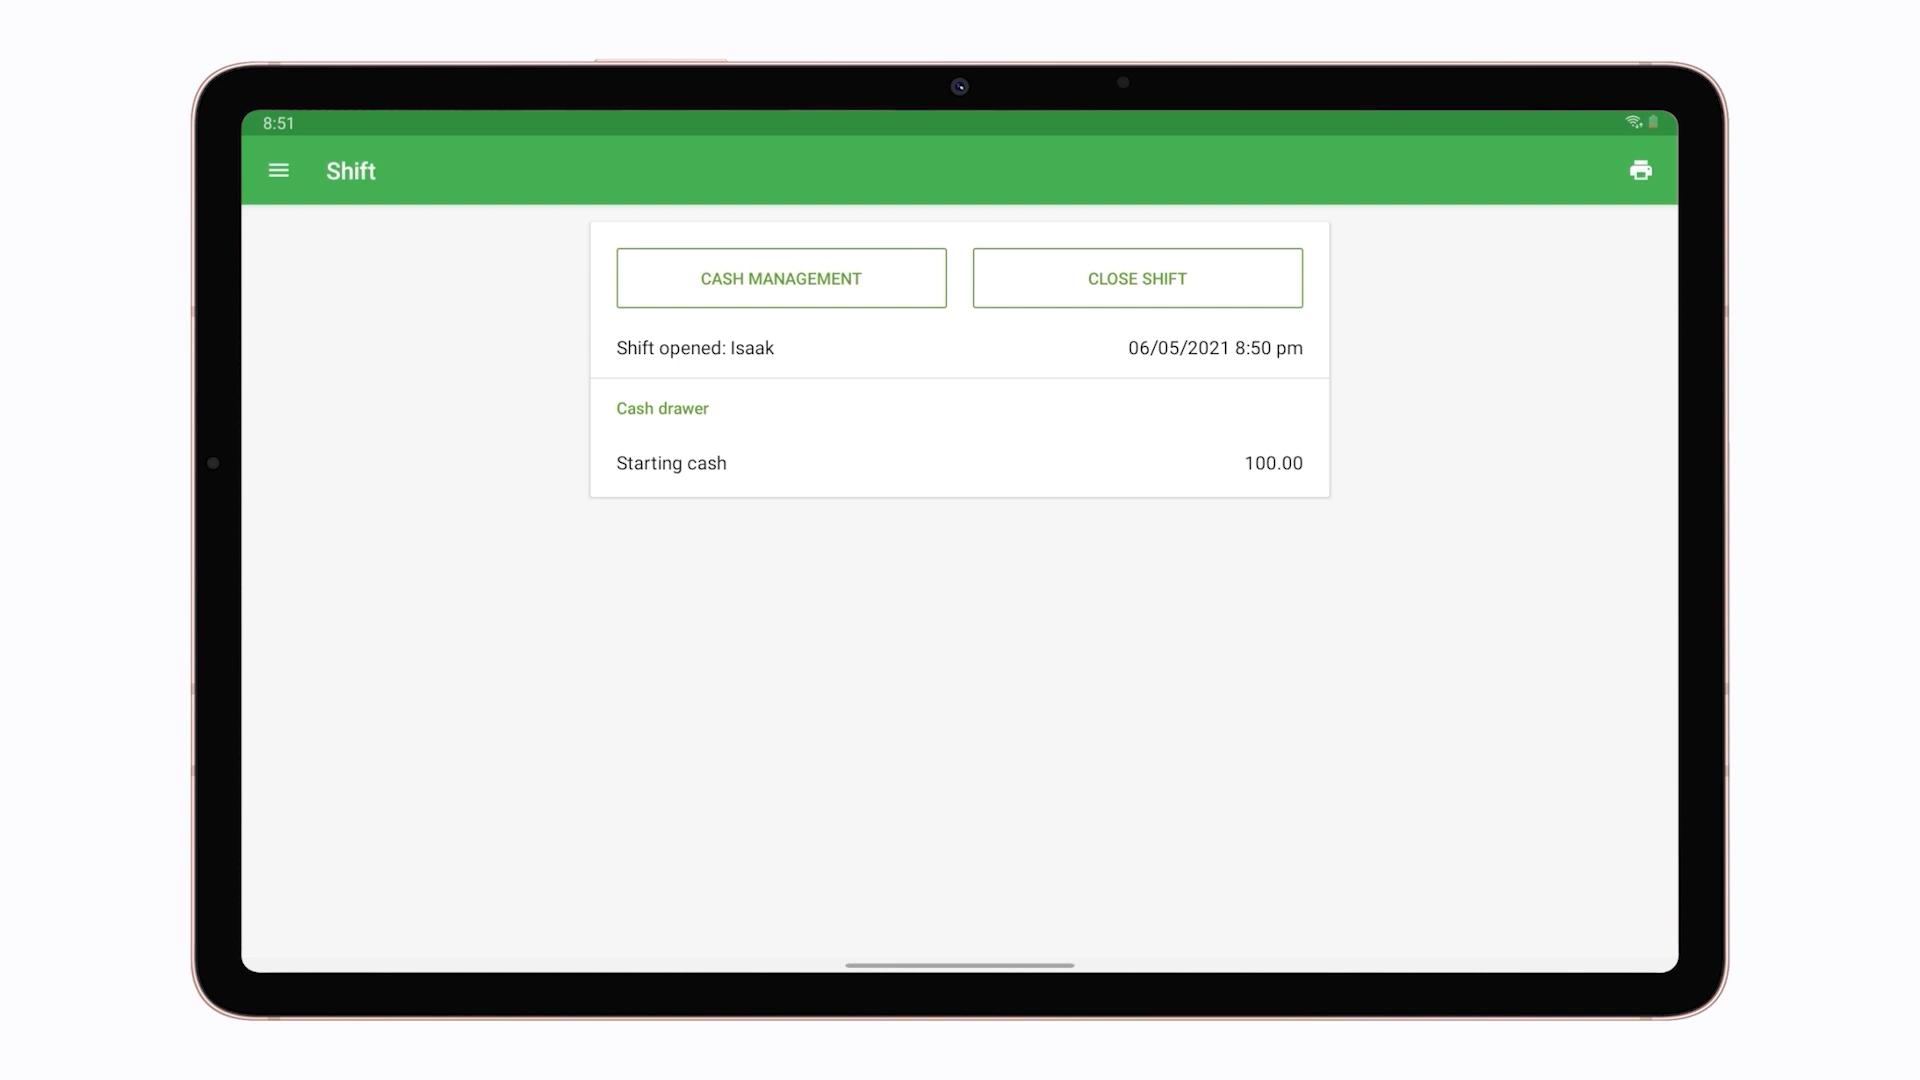 8:51
Shift
CASH MANAGEMENT
CLOSE SHIFT
Shift opened: Isaak
06/05/2021 8:50 pm
Cash drawer
Starting cash
100.00